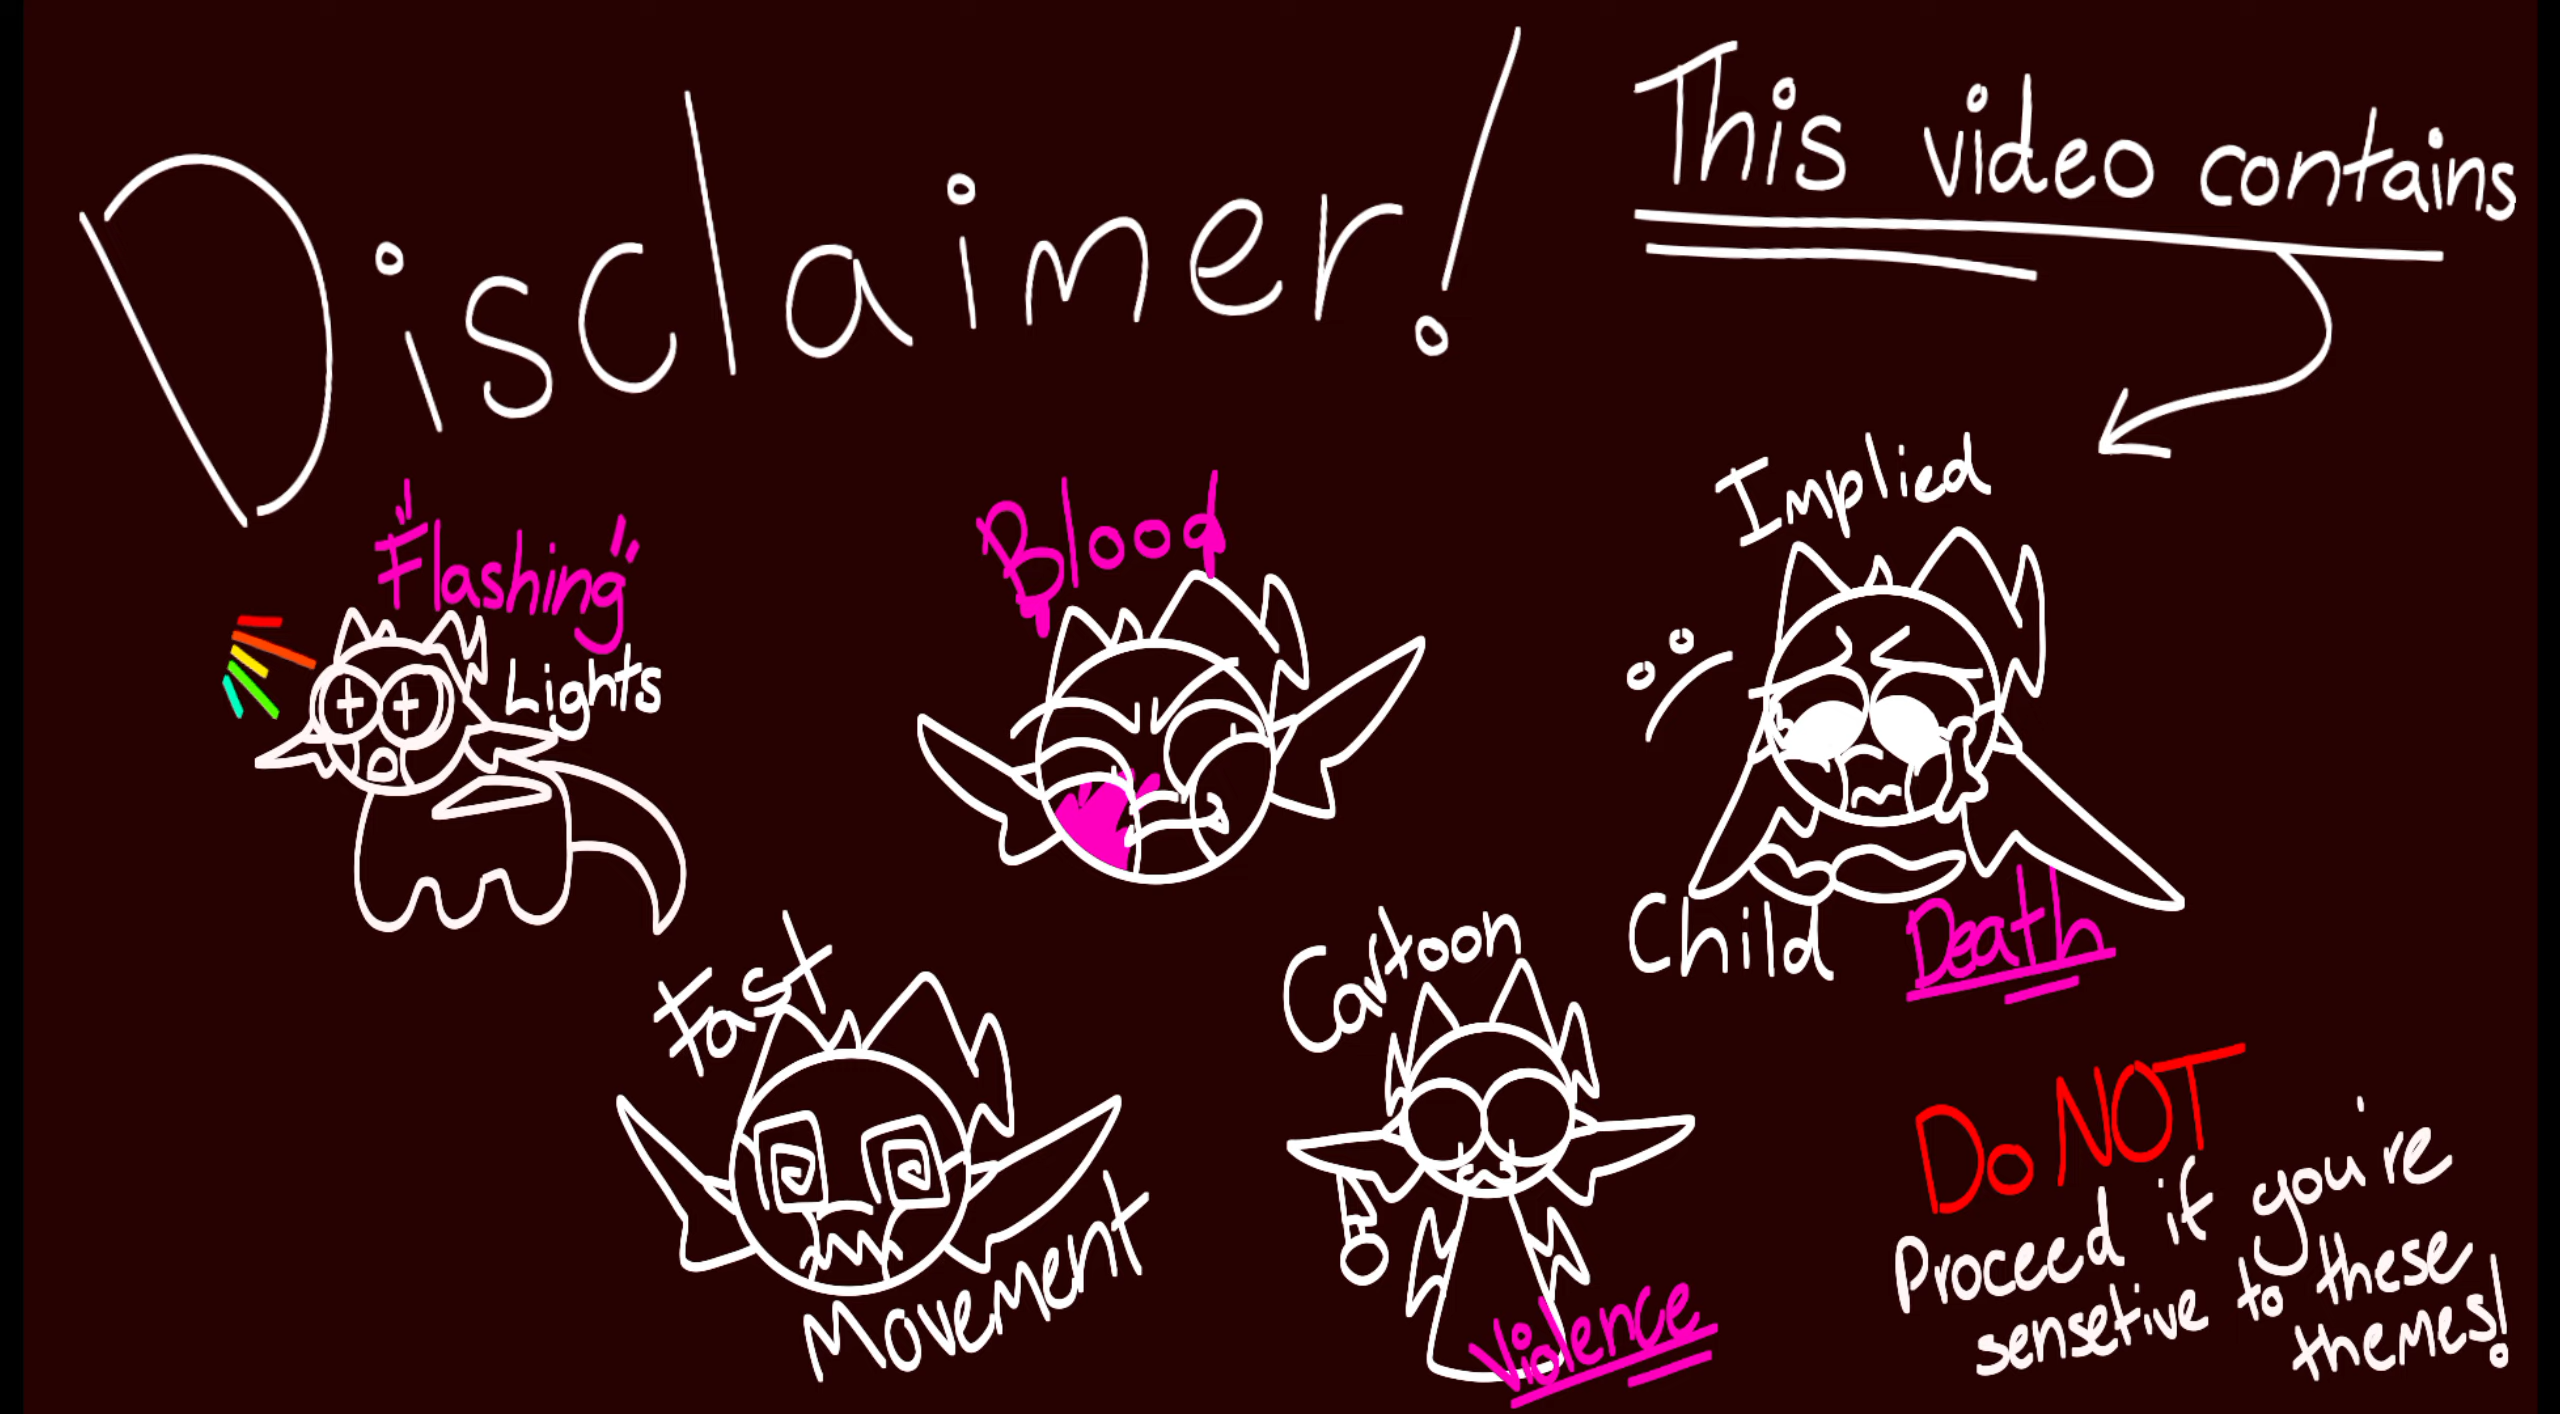 Disclaimer!
This video contains
"Flashing"
Lights
Blood
Implied
Child Death
Fast
Movement
Cartoon
Violence
Do NOT
Proceed if you're
sensetive to these
themes!